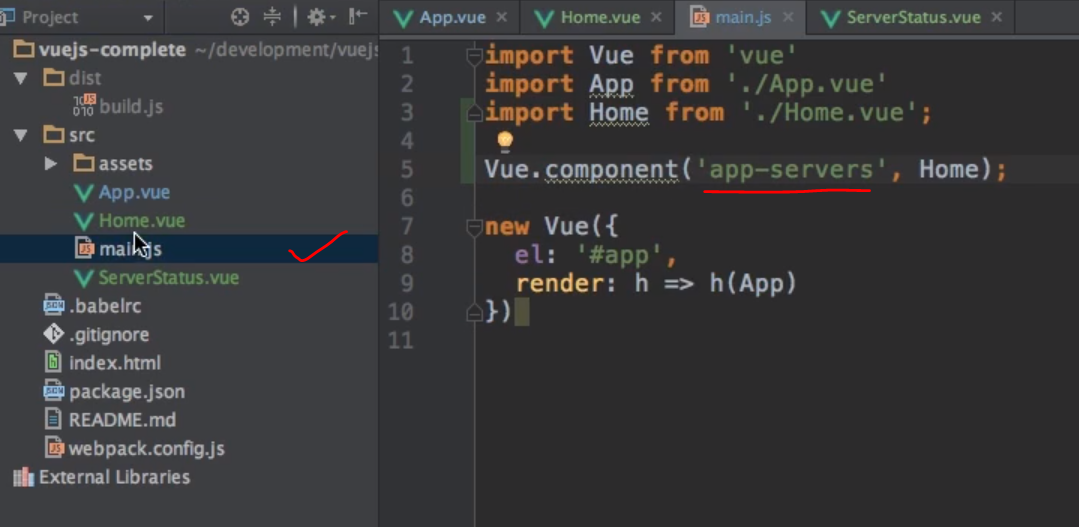 Project
App.vue
Home.vue
main.js
ServerStatus.vue
vuejs-complete ~/development/vuejs
dist
build.js
src
assets
App.vue
Home.vue
main.js
ServerStatus.vue
.babelrc
.gitignore
index.html
package.json
README.md
webpack.config.js
External Libraries
1 import Vue from 'vue'
2 import App from './App.vue'
3 import Home from './Home.vue';
4
5 Vue.component('app-servers', Home);
6
7 new Vue({
8 el: '#app',
9 render: h => h(App)
10 })
11